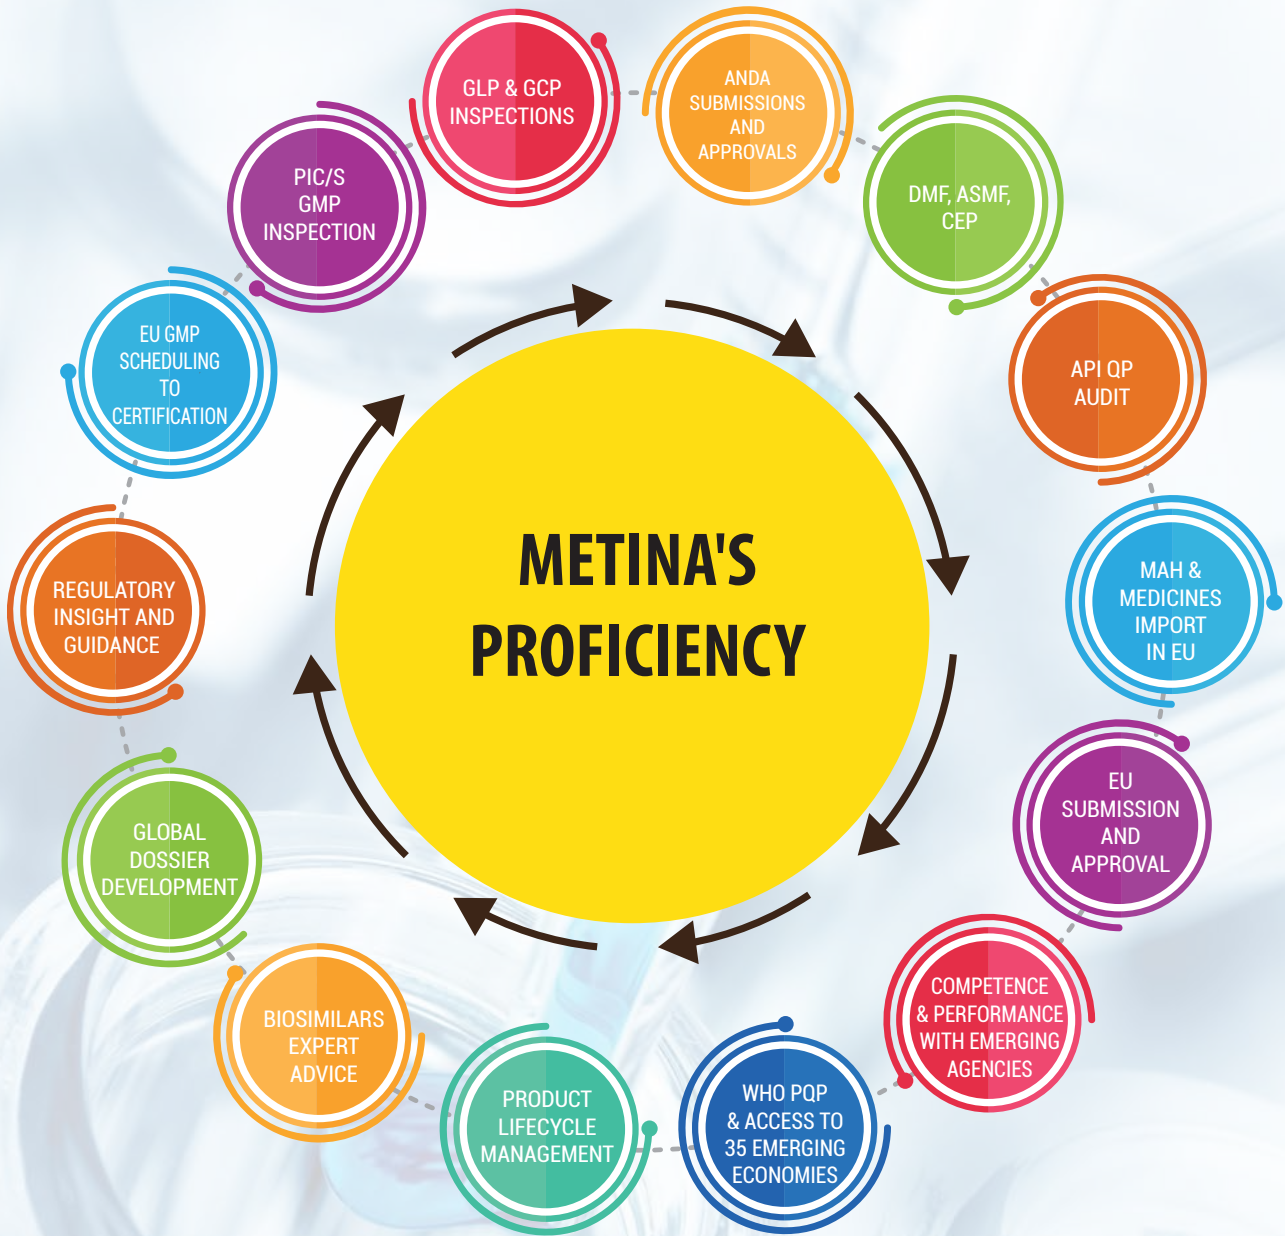 GLP & GCP
INSPECTIONS
ANDA
SUBMISSIONS
AND
APPROVALS
DMF, ASMF,
CEP
API QP
AUDIT
MAH &
MEDICINES
IMPORT
IN EU
EU
SUBMISSION
AND
APPROVAL
COMPETENCE
& PERFORMANCE
WITH EMERGING
AGENCIES
WHO PQP
& ACCESS TO
35 EMERGING
ECONOMIES
PRODUCT
LIFECYCLE
MANAGEMENT
BIOSIMILARS
EXPERT
ADVICE
GLOBAL
DOSSIER
DEVELOPMENT
REGULATORY
INSIGHT AND
GUIDANCE
EU GMP
SCHEDULING
TO
CERTIFICATION
PIC/S
GMP
INSPECTION
METINA'S
PROFICIENCY